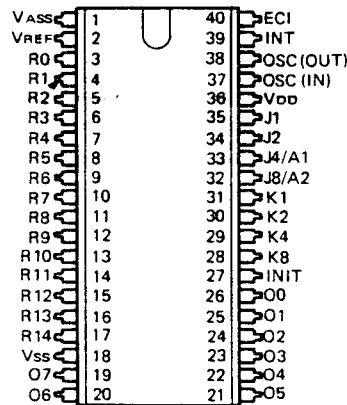 VASS 1 40 ECI
VREF 2 39 INT
R0 3 38 OSC (OUT)
R1 4 37 OSC (IN)
R2 5 36 VDD
R3 6 35 J1
R4 7 34 J2
R5 8 33 J4/A1
R6 9 32 J8/A2
R7 10 31 K1
R8 11 30 K2
R9 12 29 K4
R10 13 28 K8
R11 14 27 INIT
R12 15 26 O0
R13 16 25 O1
R14 17 24 O2
VSS 18 23 O3
O7 19 22 O4
O6 20 21 O5